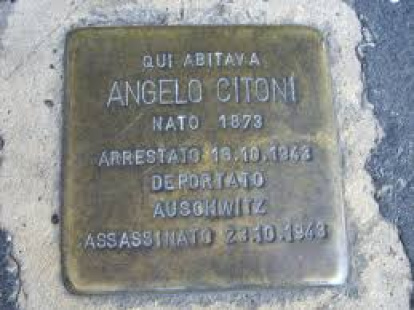 QUI ABITAVA
ANGELO CITONI
NATO 1873
ARRESTATO 16.10.1943
DEPORTATO
AUSCHWITZ
ASSASSINATO 23.10.1943